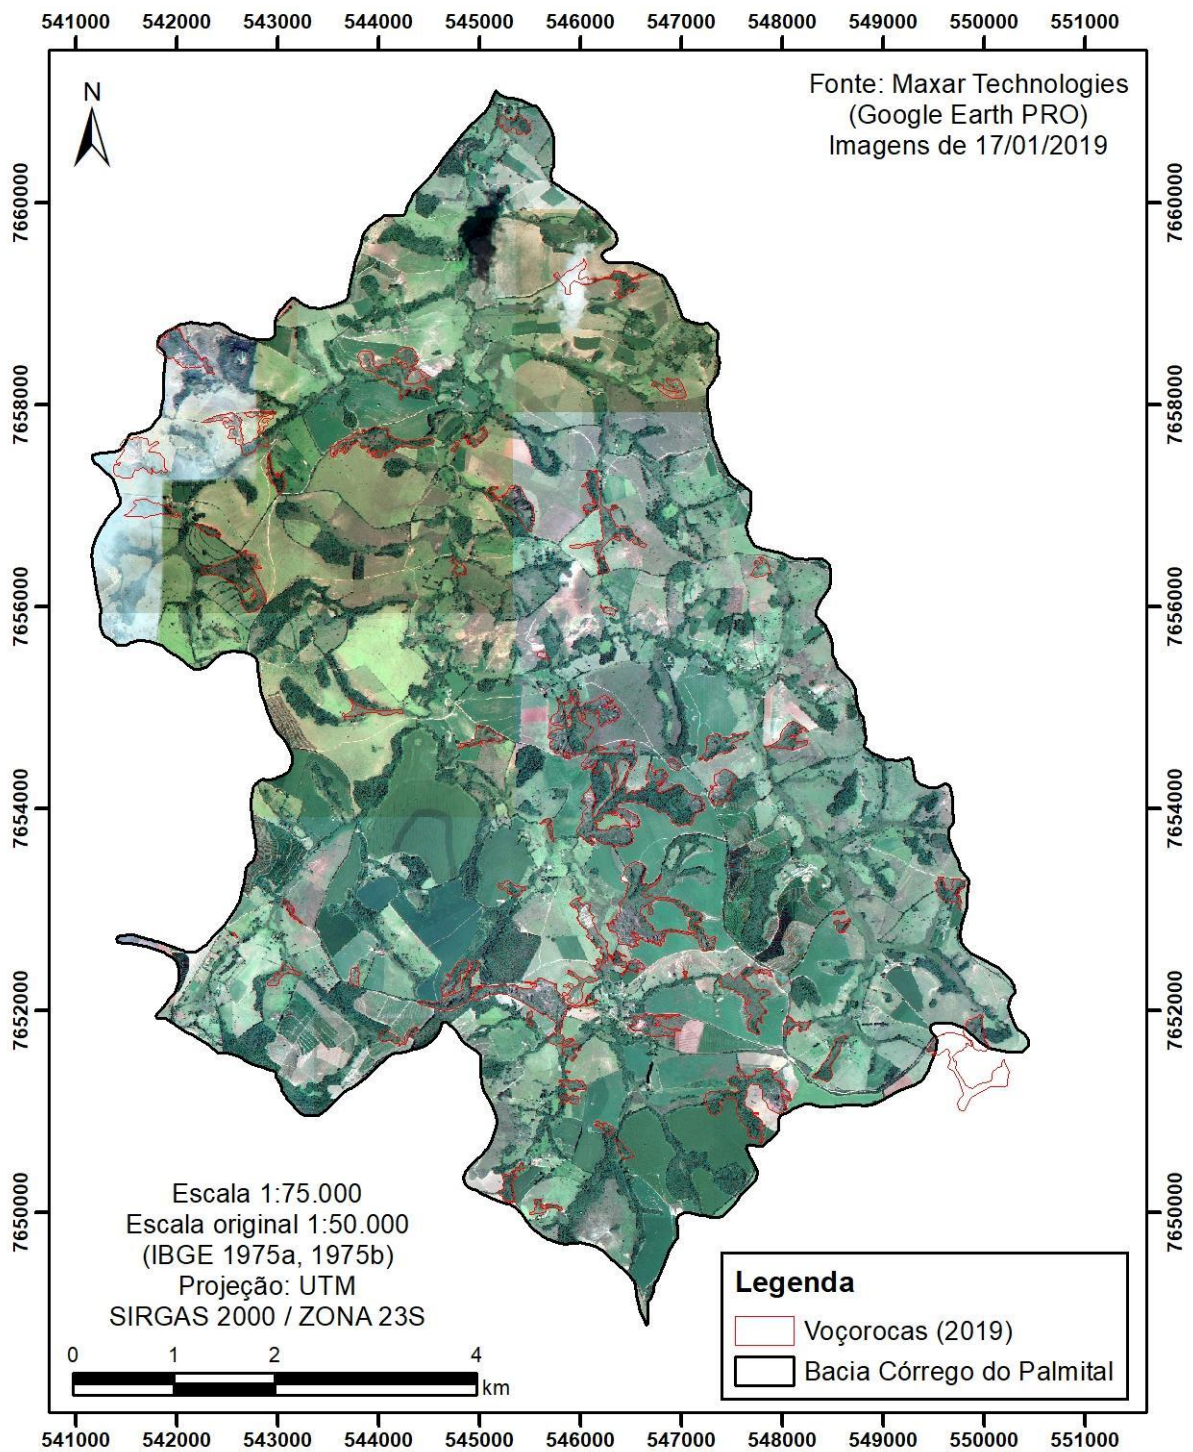 541000 542000 543000 544000 545000 546000 547000 548000 549000 550000 551000
N
Fonte: Maxar Technologies
(Google Earth PRO)
Imagens de 17/01/2019
7660000 7660000
7658000 7658000
7656000 7656000
7654000 7654000
7652000 7652000
7650000 7650000
Escala 1:75.000
Escala original 1:50.000
(IBGE 1975a, 1975b)
Projeção: UTM
SIRGAS 2000 / ZONA 23S
0 1 2 4
km
Legenda
Voçorocas (2019)
Bacia Córrego do Palmital
541000 542000 543000 544000 545000 546000 547000 548000 549000 550000 551000